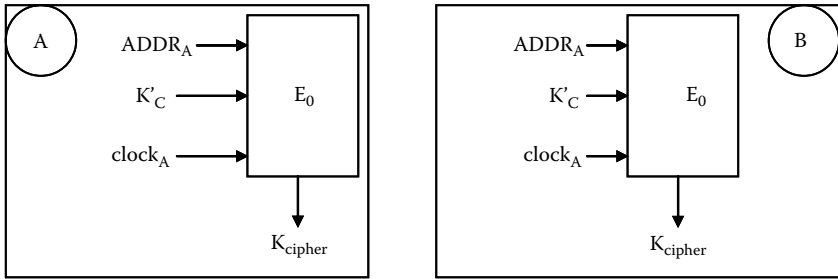 A
ADDR_A
K'_C
clock_A
E_0
K_cipher
B
ADDR_A
K'_C
clock_A
E_0
K_cipher